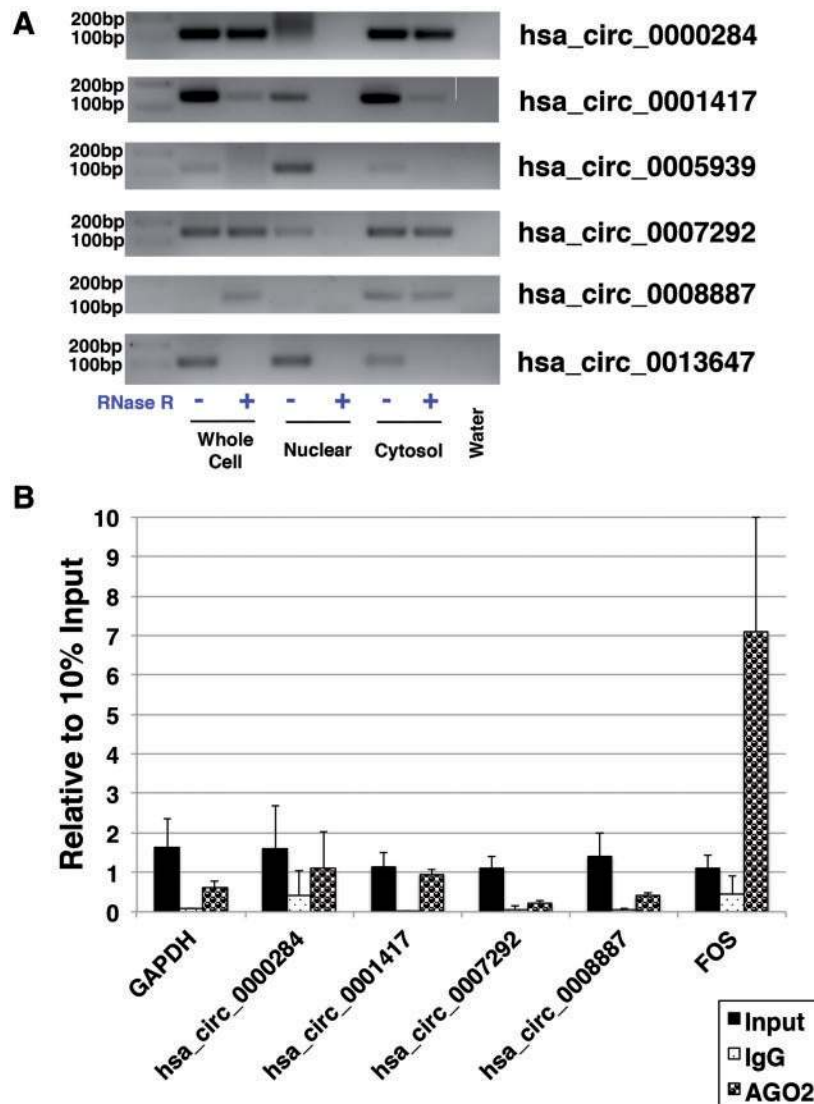 A
200bp
100bp
hsa_circ_0000284
200bp
100bp
hsa_circ_0001417
200bp
100bp
hsa_circ_0005939
200bp
100bp
hsa_circ_0007292
200bp
100bp
hsa_circ_0008887
200bp
100bp
hsa_circ_0013647
RNase R - + - + - +
Whole Cell
Nuclear
Cytosol
Water
B
Relative to 10% Input
10
9
8
7
6
5
4
3
2
1
0
GAPDH
hsa_circ_0000284
hsa_circ_0001417
hsa_circ_0007292
hsa_circ_0008887
FOS
Input
IgG
AGO2